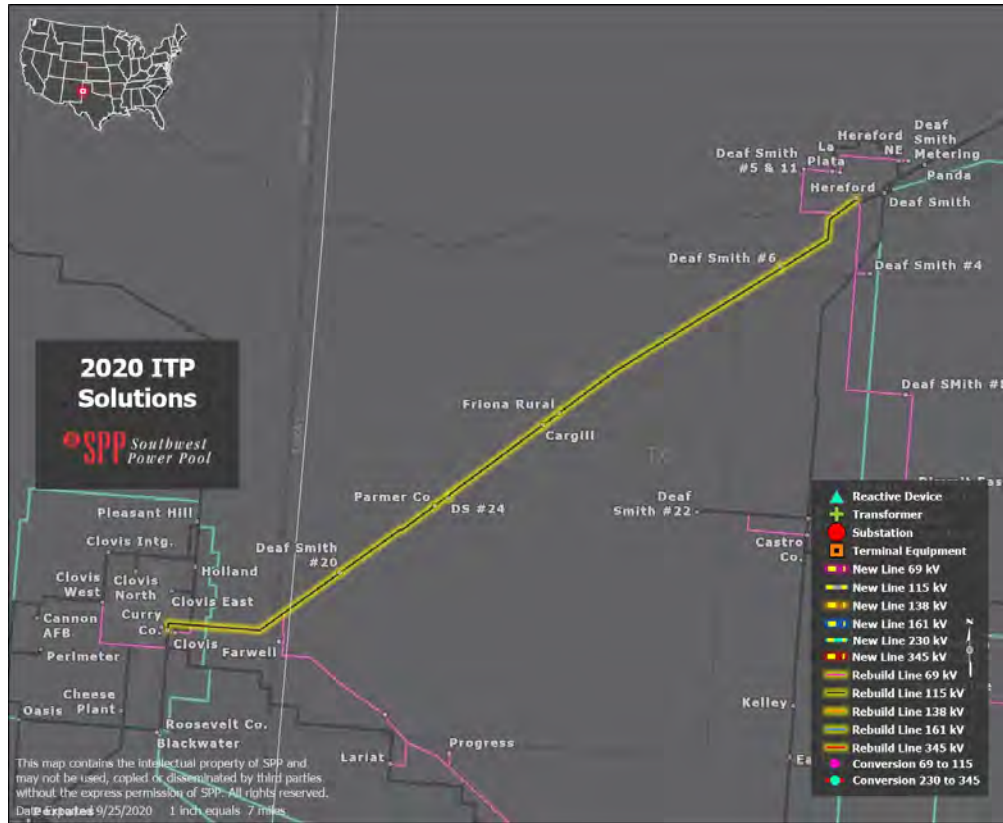 Deaf
Smith
Metering
Hereford
NE
La
Plata
Deaf Smith
#5 & 11
Panda
Hereford
Deaf Smith
Deaf Smith #6
Deaf Smith #4
2020 ITP
Solutions
SPP Southwest
Power Pool
Deaf SMith #
Friona Rural
Cargill
TX
Parmer Co.
DS #24
Deaf
Smith #22
Castro
Co.
Pleasant Hill
Clovis Intg.
Deaf Smith
#20
Holland
Clovis
West
Clovis
North
Clovis East
Curry
Co.
Cannon
AFB
Clovis
Farwell
Perimeter
Cheese
Plant
Oasis
Roosevelt Co.
Blackwater
Kelley
Lariat
Progress
Reactive Device
Transformer
Substation
Terminal Equipment
New Line 69 kV
New Line 115 kV
New Line 138 kV
New Line 161 kV
New Line 230 kV
New Line 345 kV
Rebuild Line 69 kV
Rebuild Line 115 kV
Rebuild Line 138 kV
Rebuild Line 161 kV
Rebuild Line 345 kV
Conversion 69 to 115
Conversion 230 to 345
N
This map contains the intellectual property of SPP and
may not be used, copied or disseminated by third parties
without the express permission of SPP. All rights reserved.
9/25/2020 1 inch equals 7 miles